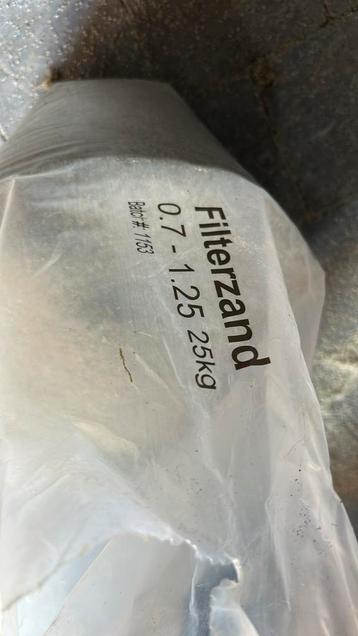 Filterzand
0.7 - 1.25 25kg
Batch#: 1153